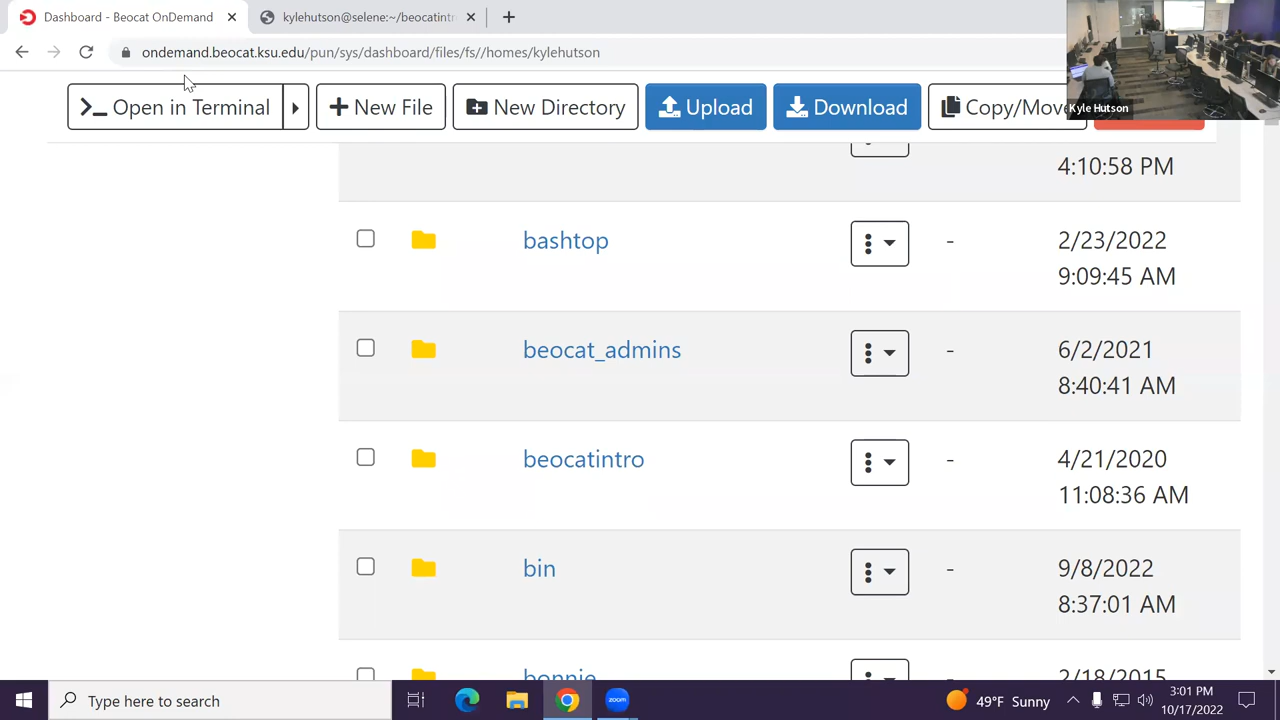 Dashboard - Beocat OnDemand
kylehutson@selene:~/beocatintr
ondemand.beocat.ksu.edu/pun/sys/dashboard/files/fs//homes/kylehutson
Open in Terminal
New File
New Directory
Upload
Download
Copy/Move
Kyle Hutson
4:10:58 PM
bashtop
-
2/23/2022
9:09:45 AM
beocat_admins
-
6/2/2021
8:40:41 AM
beocatintro
-
4/21/2020
11:08:36 AM
bin
-
9/8/2022
8:37:01 AM
bonnie
2/18/2015
Type here to search
zoom
49°F Sunny
3:01 PM
10/17/2022